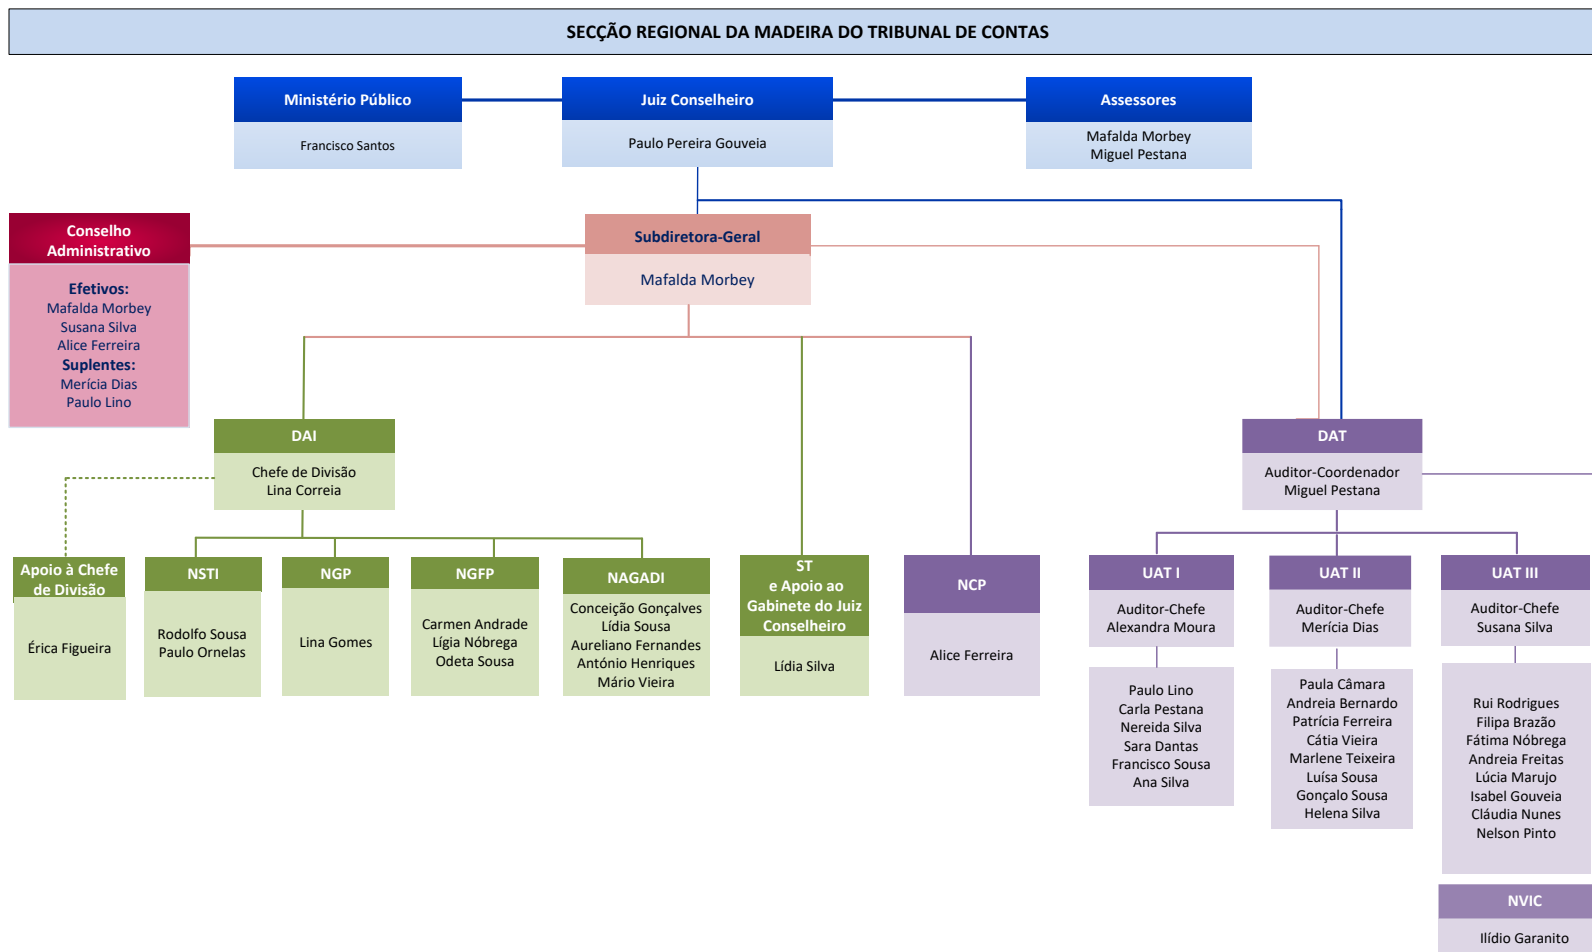 SECÇÃO REGIONAL DA MADEIRA DO TRIBUNAL DE CONTAS
Ministério Público
Francisco Santos
Juiz Conselheiro
Paulo Pereira Gouveia
Assessores
Mafalda Morbey
Miguel Pestana
Conselho
Administrativo
Efetivos:
Mafalda Morbey
Susana Silva
Alice Ferreira
Suplentes:
Merícia Dias
Paulo Lino
Subdiretora-Geral
Mafalda Morbey
DAI
Chefe de Divisão
Lina Correia
DAT
Auditor-Coordenador
Miguel Pestana
Apoio à Chefe
de Divisão
Érica Figueira
NSTI
Rodolfo Sousa
Paulo Ornelas
NGP
Lina Gomes
NGFP
Carmen Andrade
Lígia Nóbrega
Odeta Sousa
NAGADI
Conceição Gonçalves
Lídia Sousa
Aureliano Fernandes
António Henriques
Mário Vieira
ST
e Apoio ao
Gabinete do Juiz
Conselheiro
Lídia Silva
NCP
Alice Ferreira
UAT I
Auditor-Chefe
Alexandra Moura
Paulo Lino
Carla Pestana
Nereida Silva
Sara Dantas
Francisco Sousa
Ana Silva
UAT II
Auditor-Chefe
Merícia Dias
Paula Câmara
Andreia Bernardo
Patrícia Ferreira
Cátia Vieira
Marlene Teixeira
Luísa Sousa
Gonçalo Sousa
Helena Silva
UAT III
Auditor-Chefe
Susana Silva
Rui Rodrigues
Filipa Brazão
Fátima Nóbrega
Andreia Freitas
Lúcia Marujo
Isabel Gouveia
Cláudia Nunes
Nelson Pinto
NVIC
Ilídio Garanito